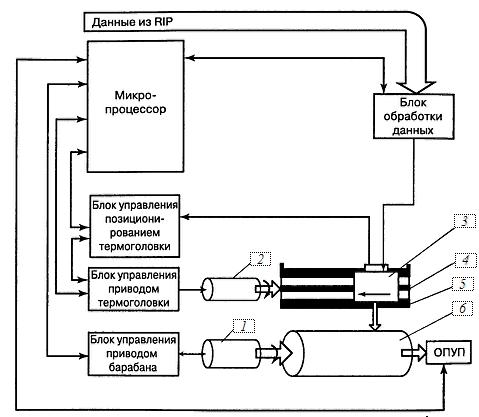 Данные из RIP
Микро-
процессор
Блок
обработки
данных
Блок управления
позициони-
рованием
термоголовки
Блок управления
приводом
термоголовки
Блок управления
приводом
барабана
2
1
3
4
5
6
ОПУП